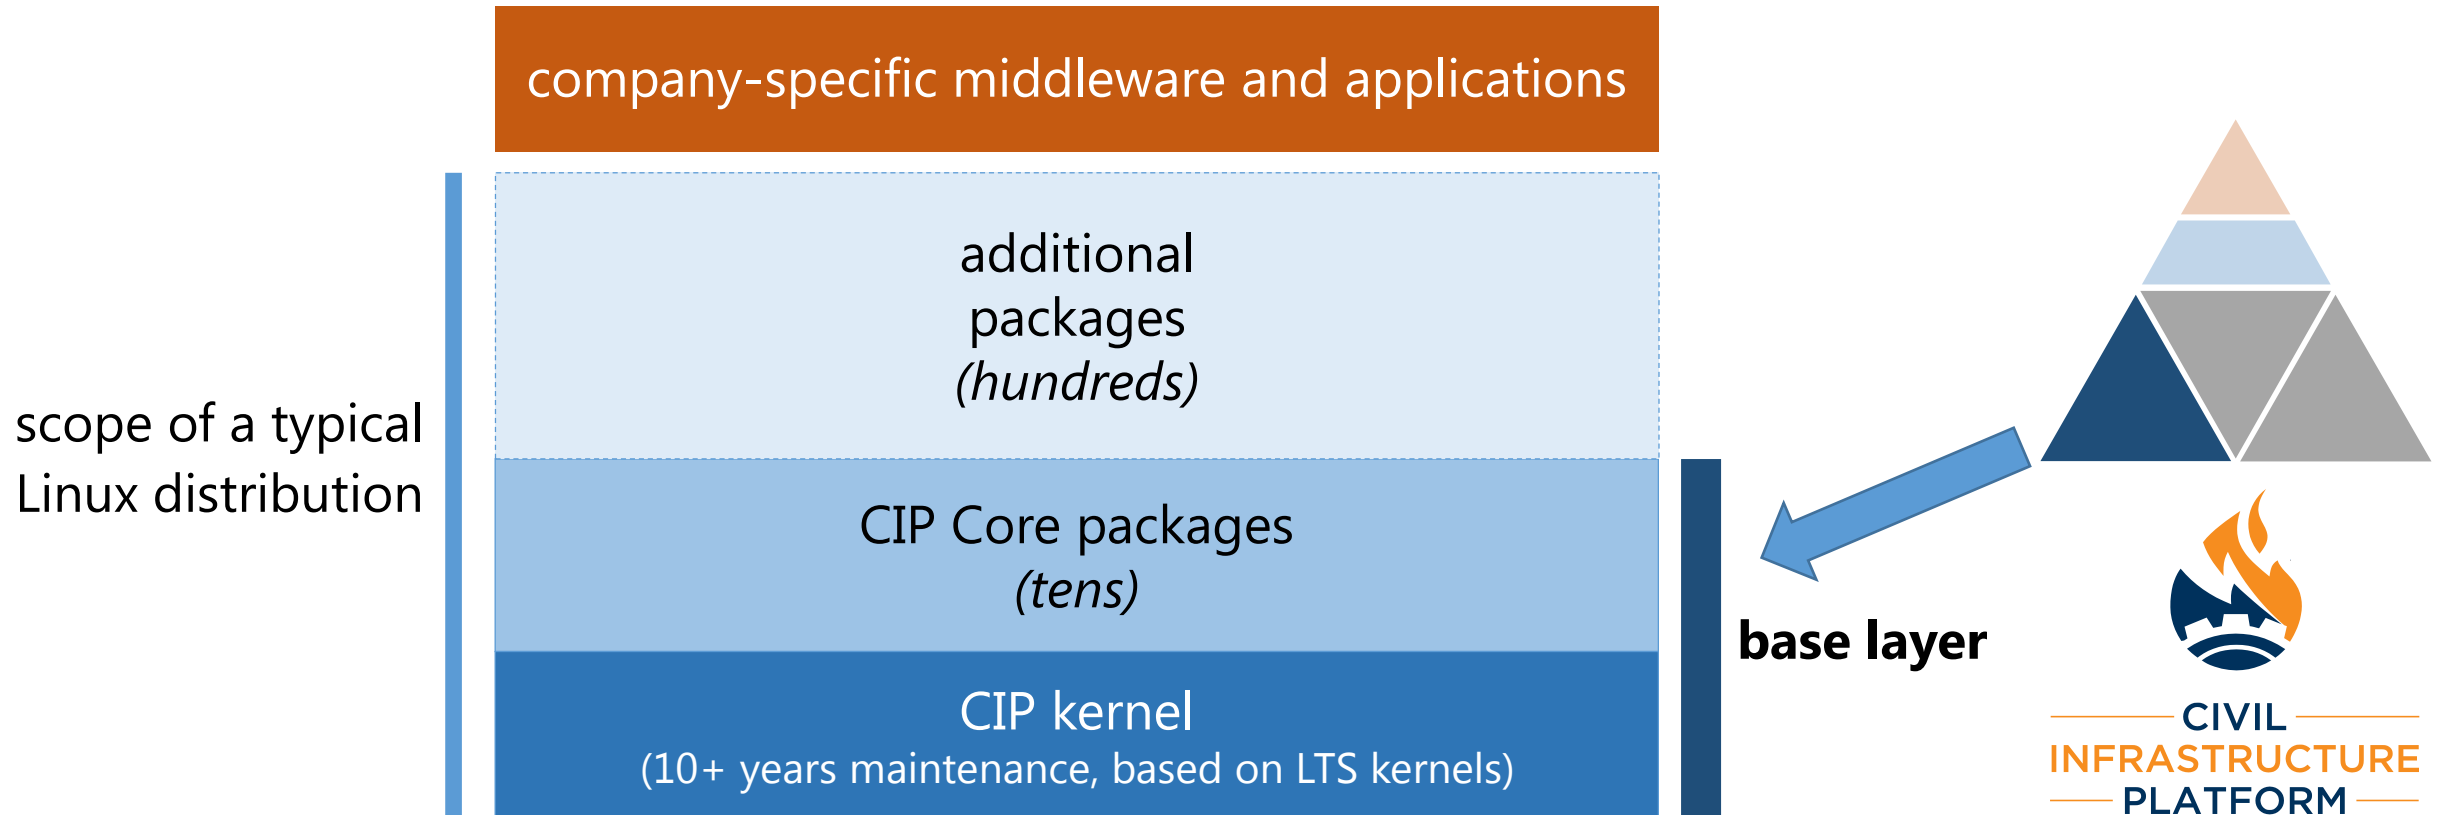 company-specific middleware and applications
additional
packages
(hundreds)
scope of a typical
Linux distribution
CIP Core packages
(tens)
base layer
CIP kernel
(10+ years maintenance, based on LTS kernels)
CIVIL
INFRASTRUCTURE
PLATFORM